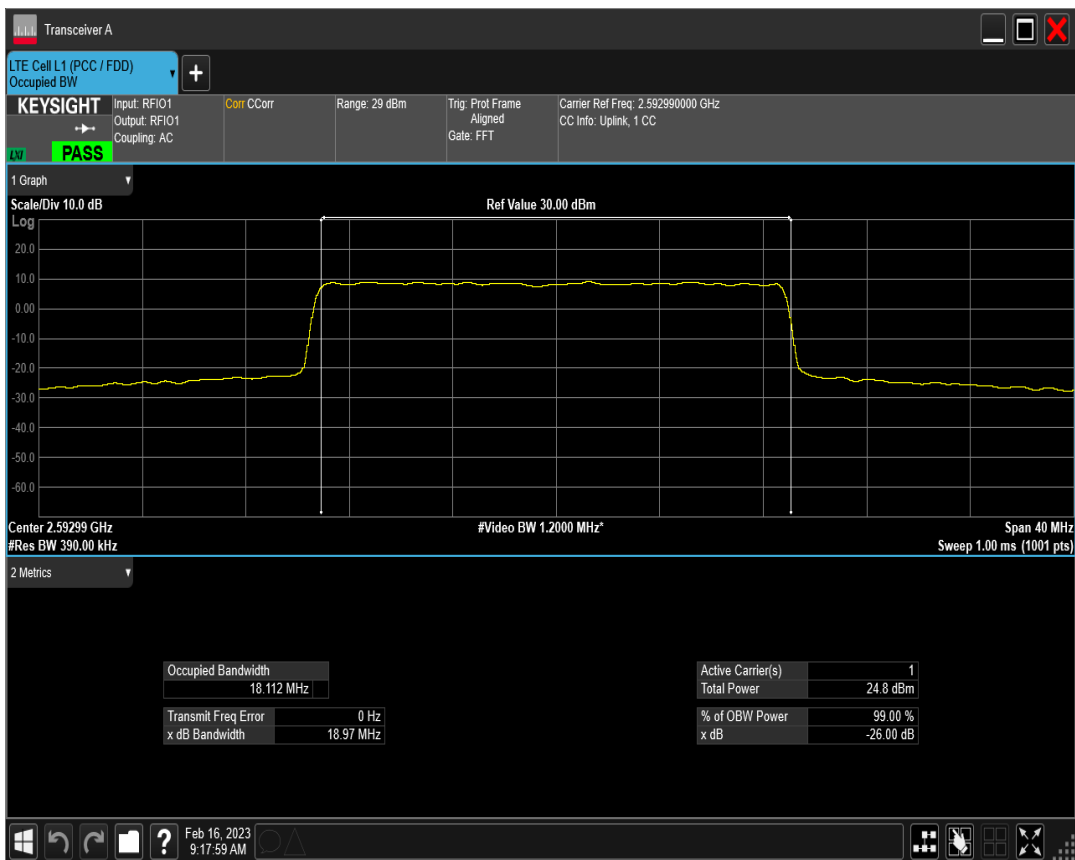 Transceiver A
LTE Cell L1 (PCC / FDD)
Occupied BW
+
KEYSIGHT
LXI
PASS
Input: RFIO1
Output: RFIO1
Coupling: AC
Corr CCorr
Range: 29 dBm
Trig: Prot Frame
Aligned
Gate: FFT
Carrier Ref Freq: 2.592990000 GHz
CC Info: Uplink, 1 CC
1 Graph
Scale/Div 10.0 dB
Ref Value 30.00 dBm
Log
20.0
10.0
0.00
-10.0
-20.0
-30.0
-40.0
-50.0
-60.0
Center 2.59299 GHz
#Video BW 1.2000 MHz*
Span 40 MHz
#Res BW 390.00 kHz
Sweep 1.00 ms (1001 pts)
2 Metrics
Occupied Bandwidth
18.112 MHz
Transmit Freq Error 0 Hz
x dB Bandwidth 18.97 MHz
Active Carrier(s) 1
Total Power 24.8 dBm
% of OBW Power 99.00 %
x dB -26.00 dB
?
Feb 16, 2023
9:17:59 AM